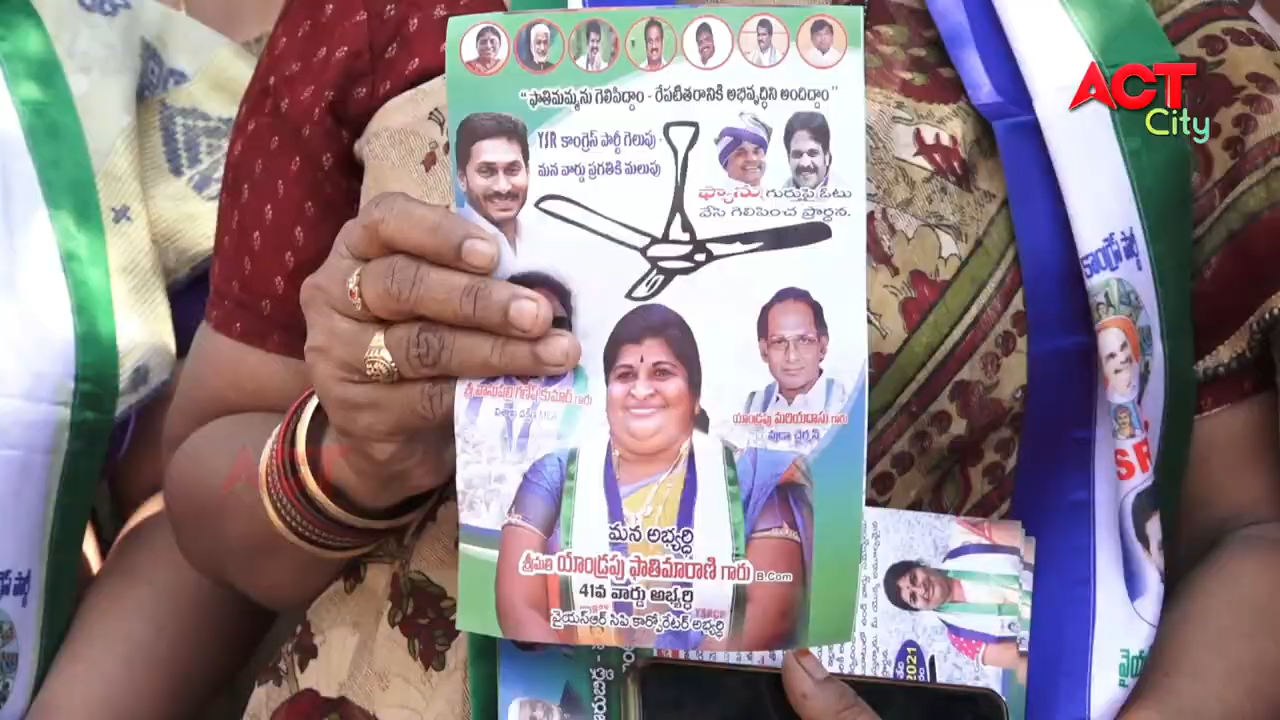 ACT
City
" ఫాతిమమ్మను గెలిపిద్దాం - రేపటితరానికి అభివృద్ధిని అందిద్దాం "
YSR కాంగ్రెస్ పార్టీ గెలుపు -
మన వార్డు ప్రగతికి మలుపు
ఫ్యాను గుర్తుపై ఓటు
వేసి గెలిపించ ప్రార్థన.
గణేష్ కుమార్ గారు
యాండ్రపు మరియదాసు గారు
మన అభ్యర్థి
శ్రీమతి యాండ్రపు ఫాతిమారాణి గారు B.Com
41వ వార్డు అభ్యర్థి
వైయస్ఆర్ సిపి కార్పోరేటర్ అభ్యర్థి
కాంగ్రెస్ పార్టీ
2021